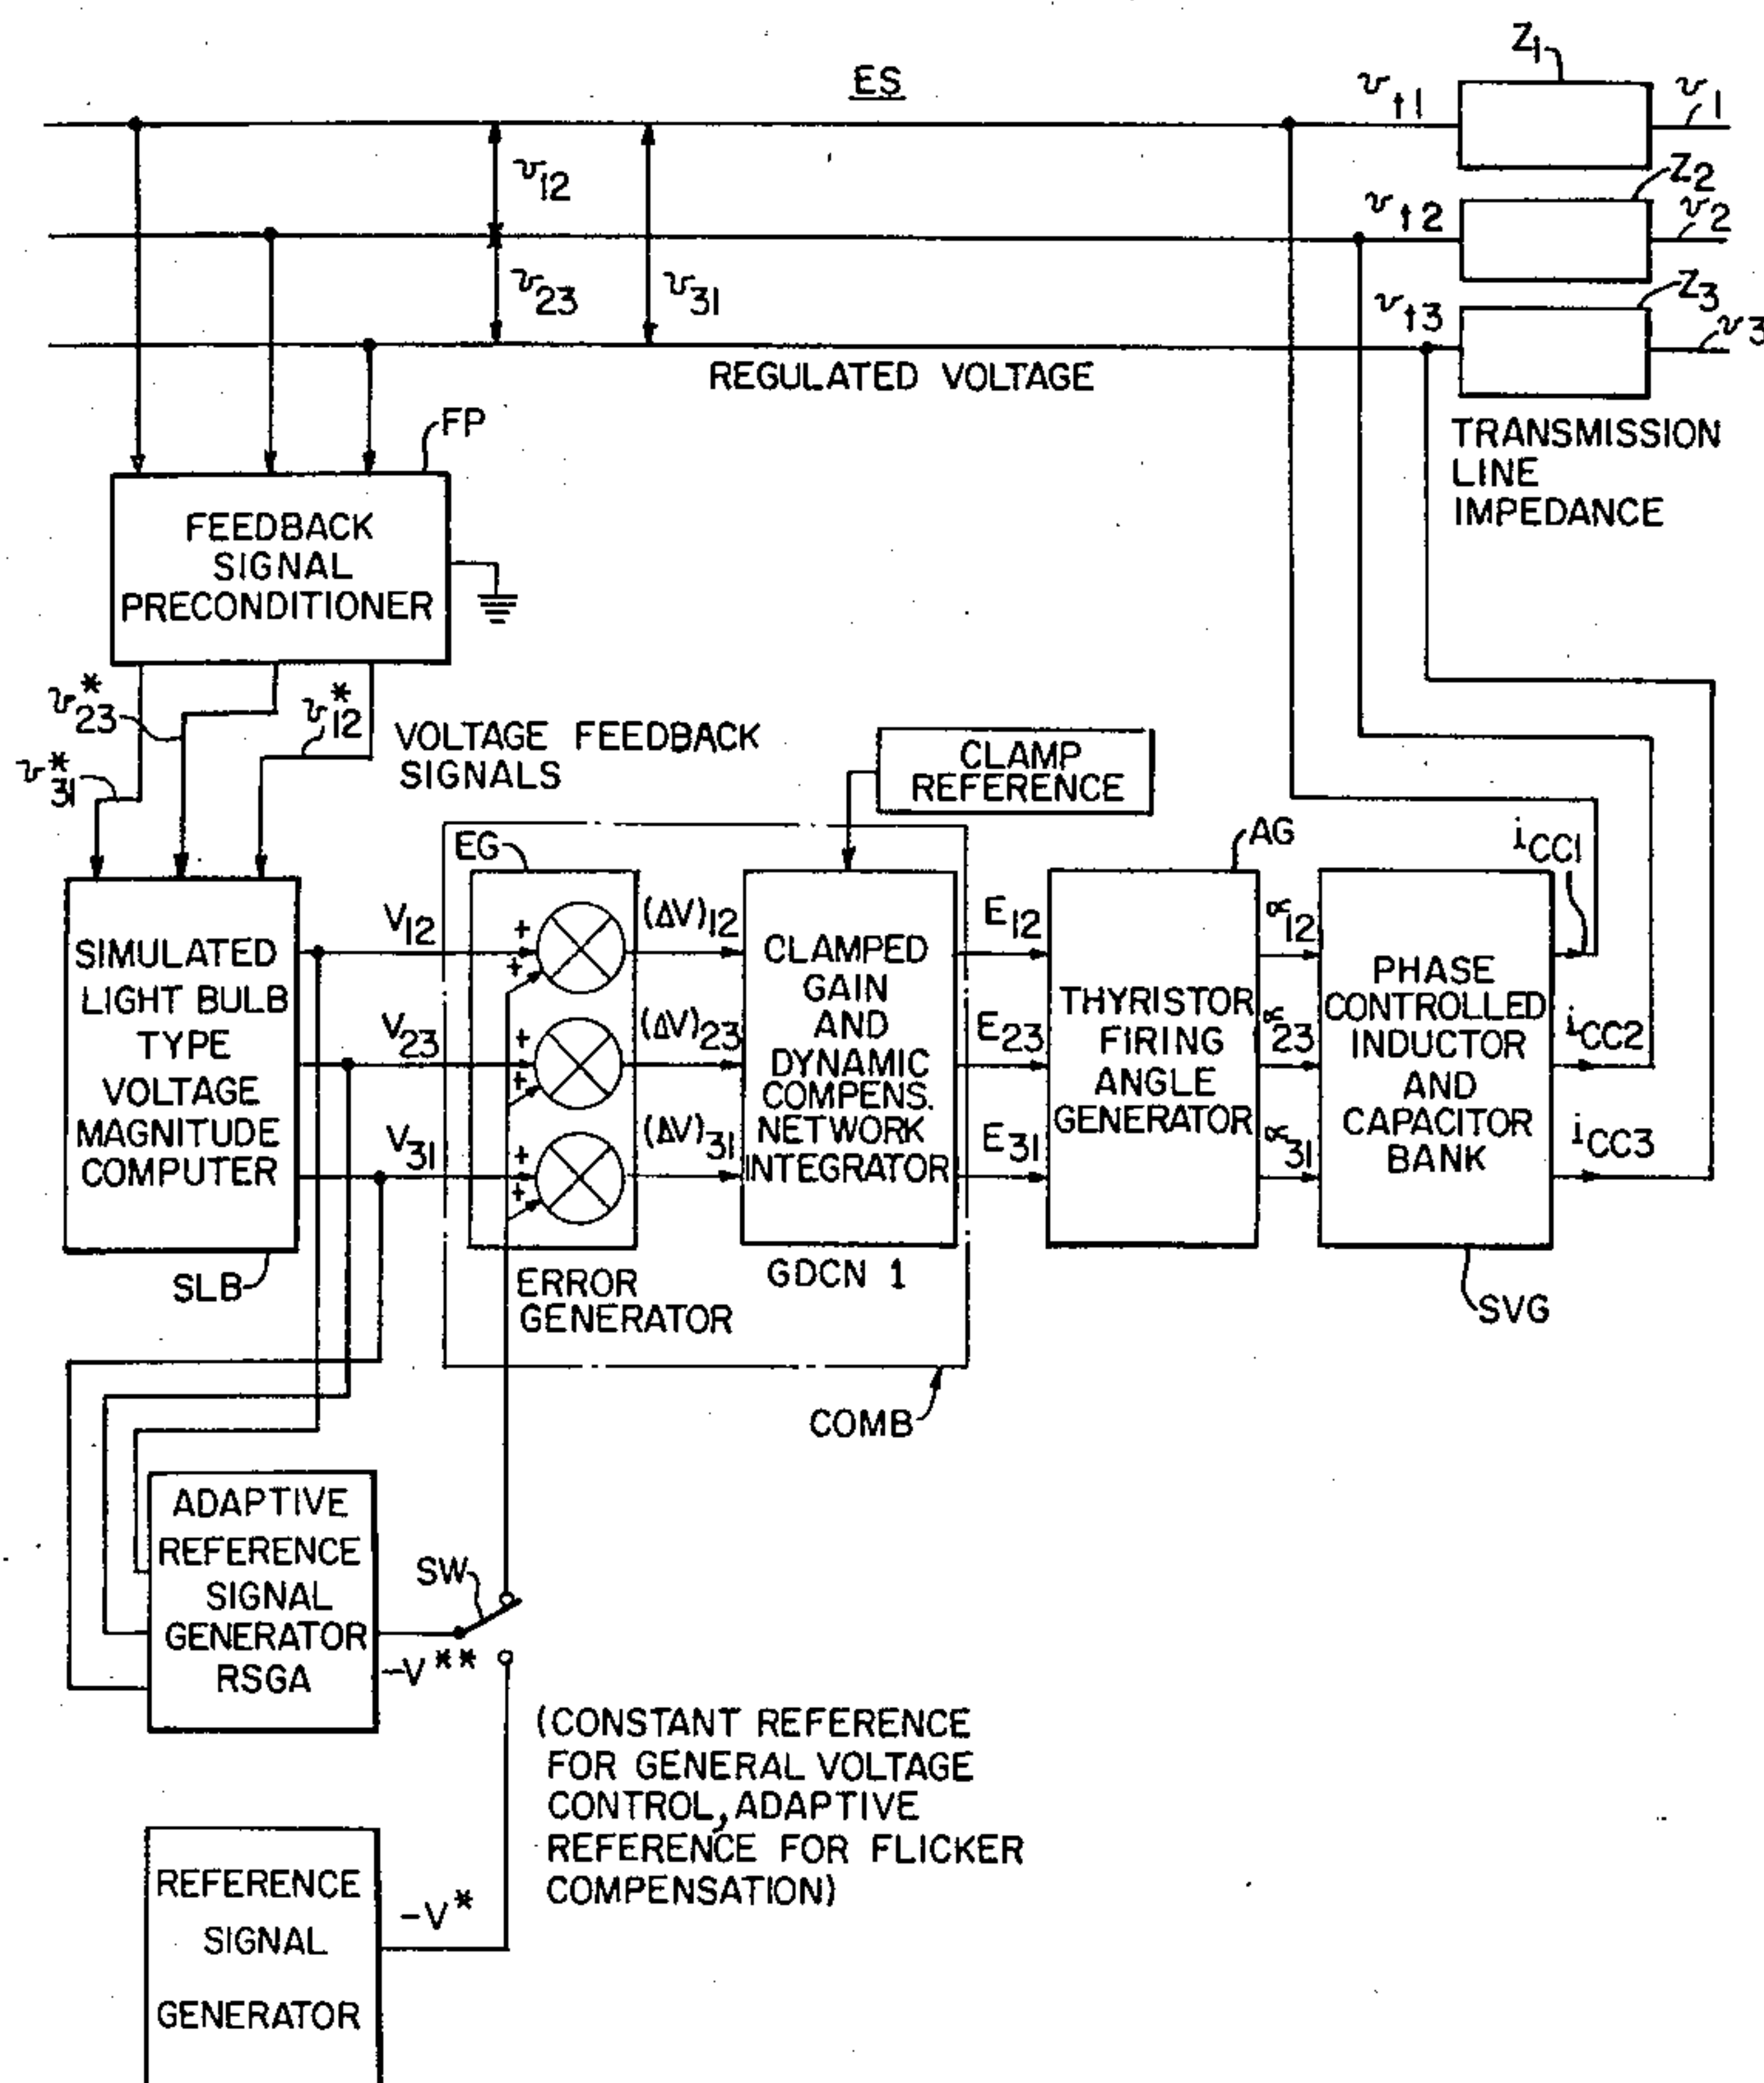 ES
Z1
vt1
v1
Z2
vt2
v2
Z3
vt3
v3
v12
v23
v31
REGULATED VOLTAGE
TRANSMISSION
LINE
IMPEDANCE
FP
FEEDBACK
SIGNAL
PRECONDITIONER
v*23
v*12
v*31
VOLTAGE FEEDBACK
SIGNALS
CLAMP
REFERENCE
EG
AG
iCC1
SIMULATED
LIGHT BULB
TYPE
VOLTAGE
MAGNITUDE
COMPUTER
V12
V23
V31
+
+
+
+
+
+
(ΔV)12
(ΔV)23
(ΔV)31
CLAMPED
GAIN
AND
DYNAMIC
COMPENS.
NETWORK
INTEGRATOR
E12
E23
E31
THYRISTOR
FIRING
ANGLE
GENERATOR
∝12
∝23
∝31
PHASE
CONTROLLED
INDUCTOR
AND
CAPACITOR
BANK
iCC2
iCC3
SLB
ERROR
GENERATOR
GDCN 1
SVG
COMB
ADAPTIVE
REFERENCE
SIGNAL
GENERATOR
RSGA
SW
-V**
(CONSTANT REFERENCE
FOR GENERAL VOLTAGE
CONTROL, ADAPTIVE
REFERENCE FOR FLICKER
COMPENSATION)
REFERENCE
SIGNAL
GENERATOR
-V*